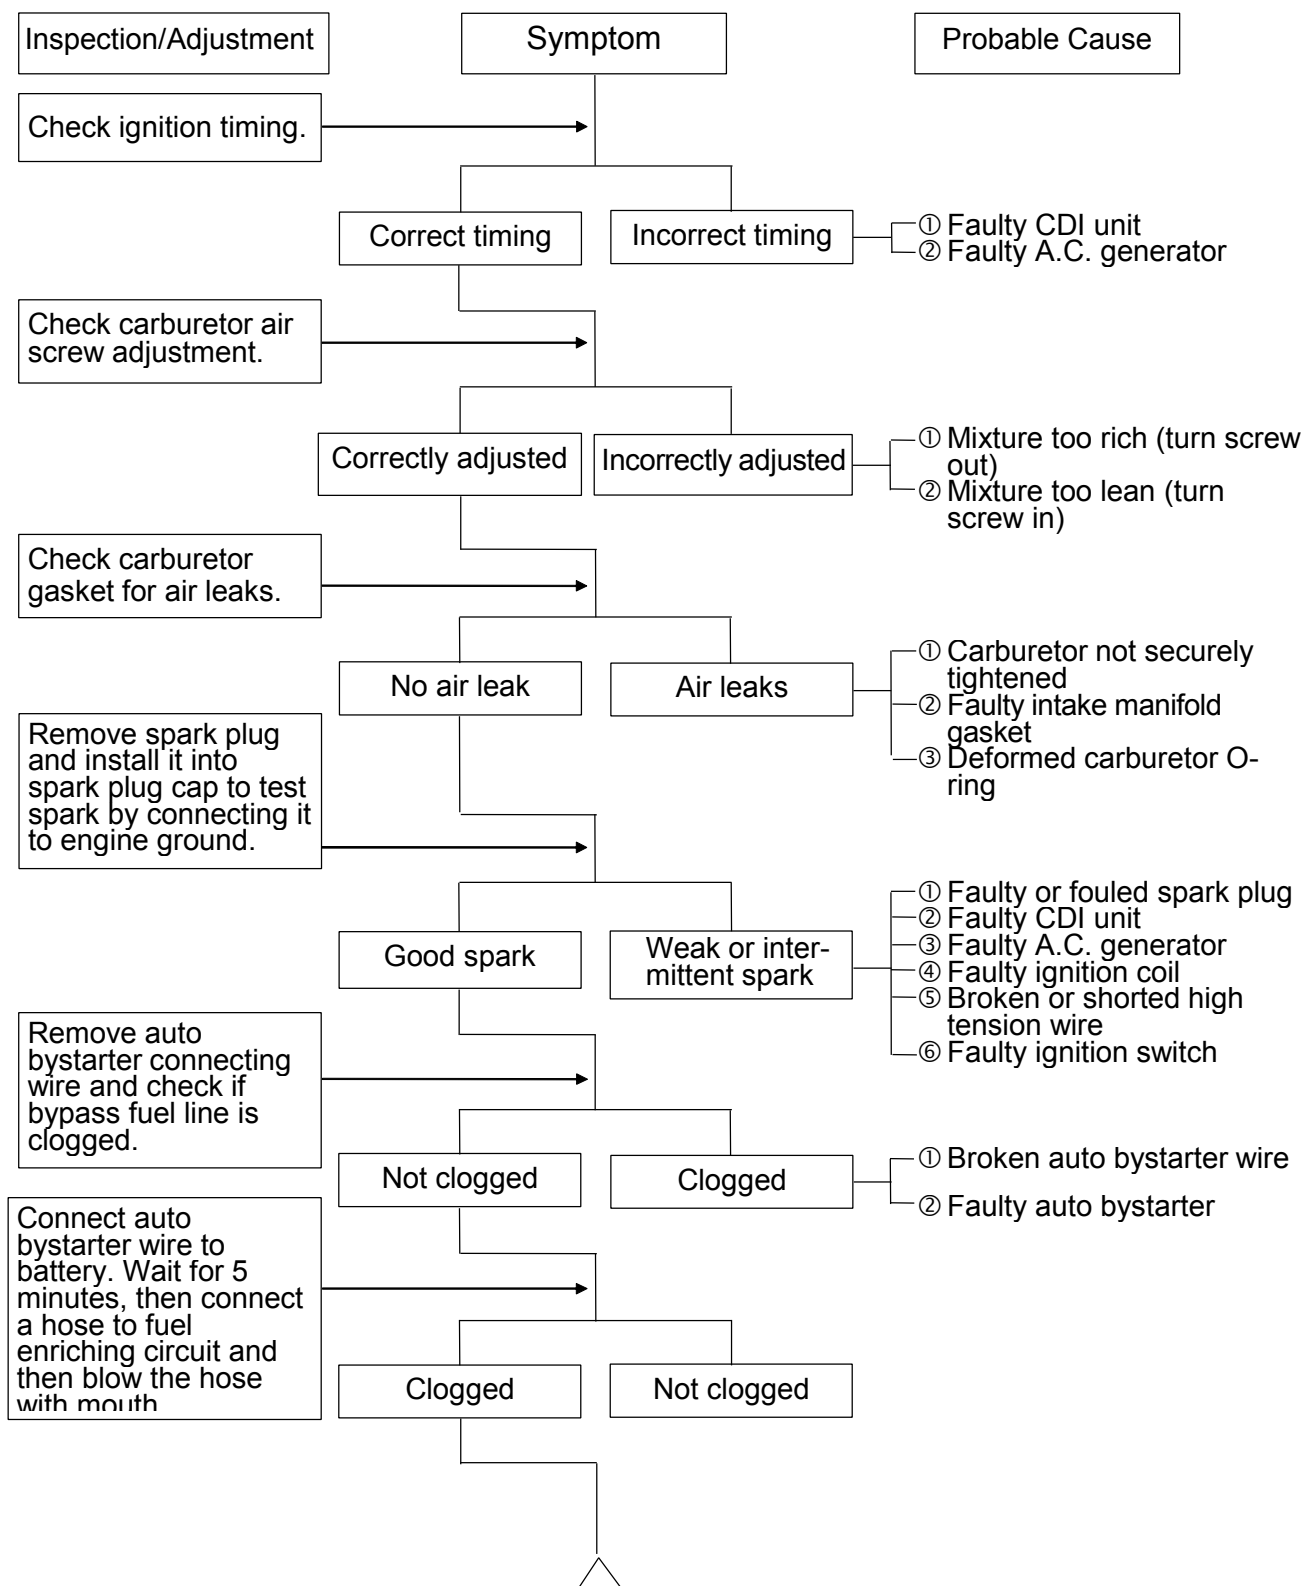 Inspection/Adjustment
Symptom
Probable Cause
Check ignition timing.
Correct timing
Incorrect timing
① Faulty CDI unit
② Faulty A.C. generator
Check carburetor air
screw adjustment.
Correctly adjusted
Incorrectly adjusted
① Mixture too rich (turn screw
out)
② Mixture too lean (turn
screw in)
Check carburetor
gasket for air leaks.
No air leak
Air leaks
① Carburetor not securely
tightened
② Faulty intake manifold
gasket
③ Deformed carburetor O-
ring
Remove spark plug
and install it into
spark plug cap to test
spark by connecting it
to engine ground.
Good spark
Weak or inter-
mittent spark
① Faulty or fouled spark plug
② Faulty CDI unit
③ Faulty A.C. generator
④ Faulty ignition coil
⑤ Broken or shorted high
tension wire
⑥ Faulty ignition switch
Remove auto
bystarter connecting
wire and check if
bypass fuel line is
clogged.
Not clogged
Clogged
① Broken auto bystarter wire
② Faulty auto bystarter
Connect auto
bystarter wire to
battery. Wait for 5
minutes, then connect
a hose to fuel
enriching circuit and
then blow the hose
with mouth
Clogged
Not clogged